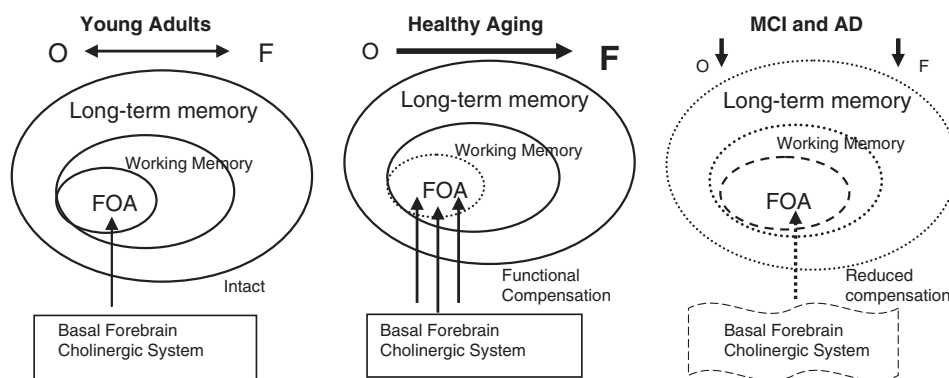 Young Adults
O F
Long-term memory
Working Memory
FOA
Intact
Basal Forebrain
Cholinergic System
Healthy Aging
O F
Long-term memory
Working Memory
FOA
Functional
Compensation
Basal Forebrain
Cholinergic System
MCI and AD
O F
Long-term memory
Working Memory
FOA
Reduced
compensation
Basal Forebrain
Cholinergic System